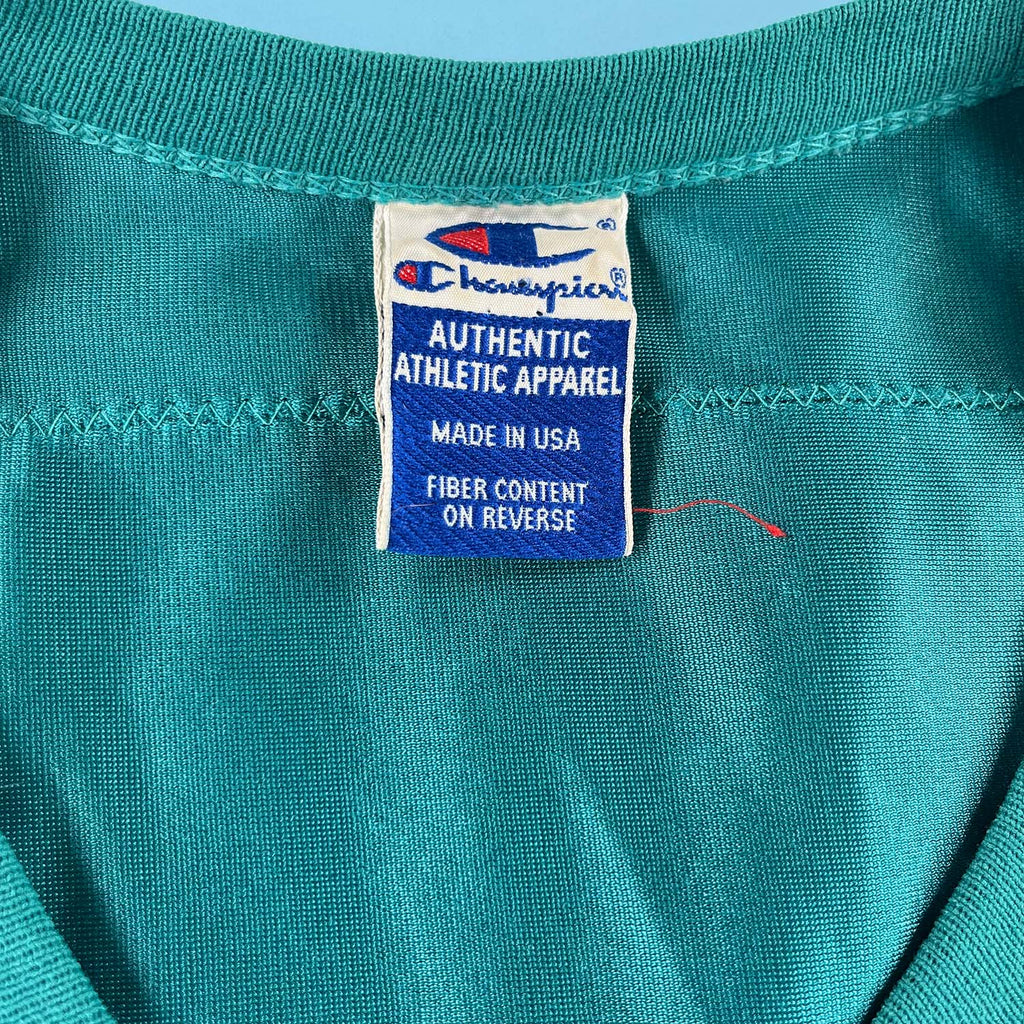 ®
Champion®
AUTHENTIC
ATHLETIC APPAREL
MADE IN USA
FIBER CONTENT
ON REVERSE